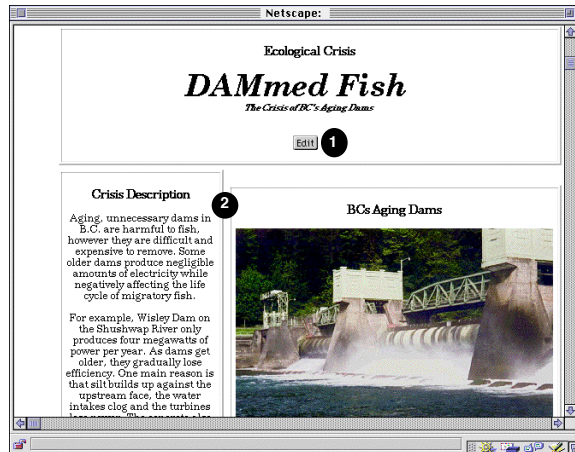 Netscape:
Ecological Crisis
DAMmed Fish
The Crisis of BC's Aging Dams
Edit
1
2
Crisis Description
Aging, unnecessary dams in
B.C. are harmful to fish,
however they are difficult and
expensive to remove. Some
older dams produce negligible
amounts of electricity while
negatively affecting the life
cycle of migratory fish.
For example, Wisley Dam on
the Shushwap River only
produces four megawatts of
power per year. As dams get
older, they gradually lose
efficiency. One main reason is
that silt builds up against the
upstream face, the water
intakes clog and the turbines
BCs Aging Dams